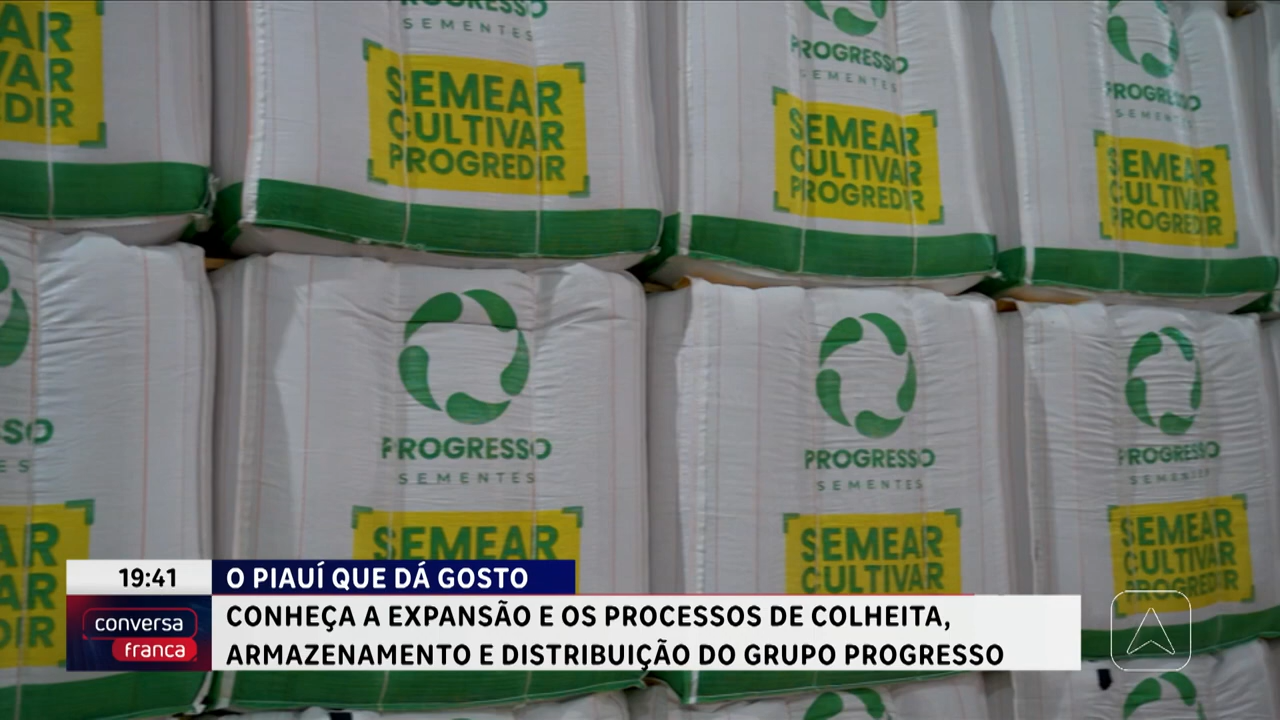 PROGRESSO
SEMENTES
SEMEAR
CULTIVAR
PROGREDIR
PROGRESSO
SEMENTES
SEMEAR
CULTIVAR
PROGREDIR
PROGRESSO
SEMENTES
SEMEAR
CULTIVAR
PROGREDIR
PROGRESSO
SEMENTES
SEMEAR
PROGRESSO
SEMENTES
SEMEAR
CULTIVAR
PROGRESSO
SEMENTES
SEMEAR
CULTIVAR
PROGREDIR
19:41
O PIAUÍ QUE DÁ GOSTO
conversa
franca
CONHEÇA A EXPANSÃO E OS PROCESSOS DE COLHEITA,
ARMAZENAMENTO E DISTRIBUIÇÃO DO GRUPO PROGRESSO